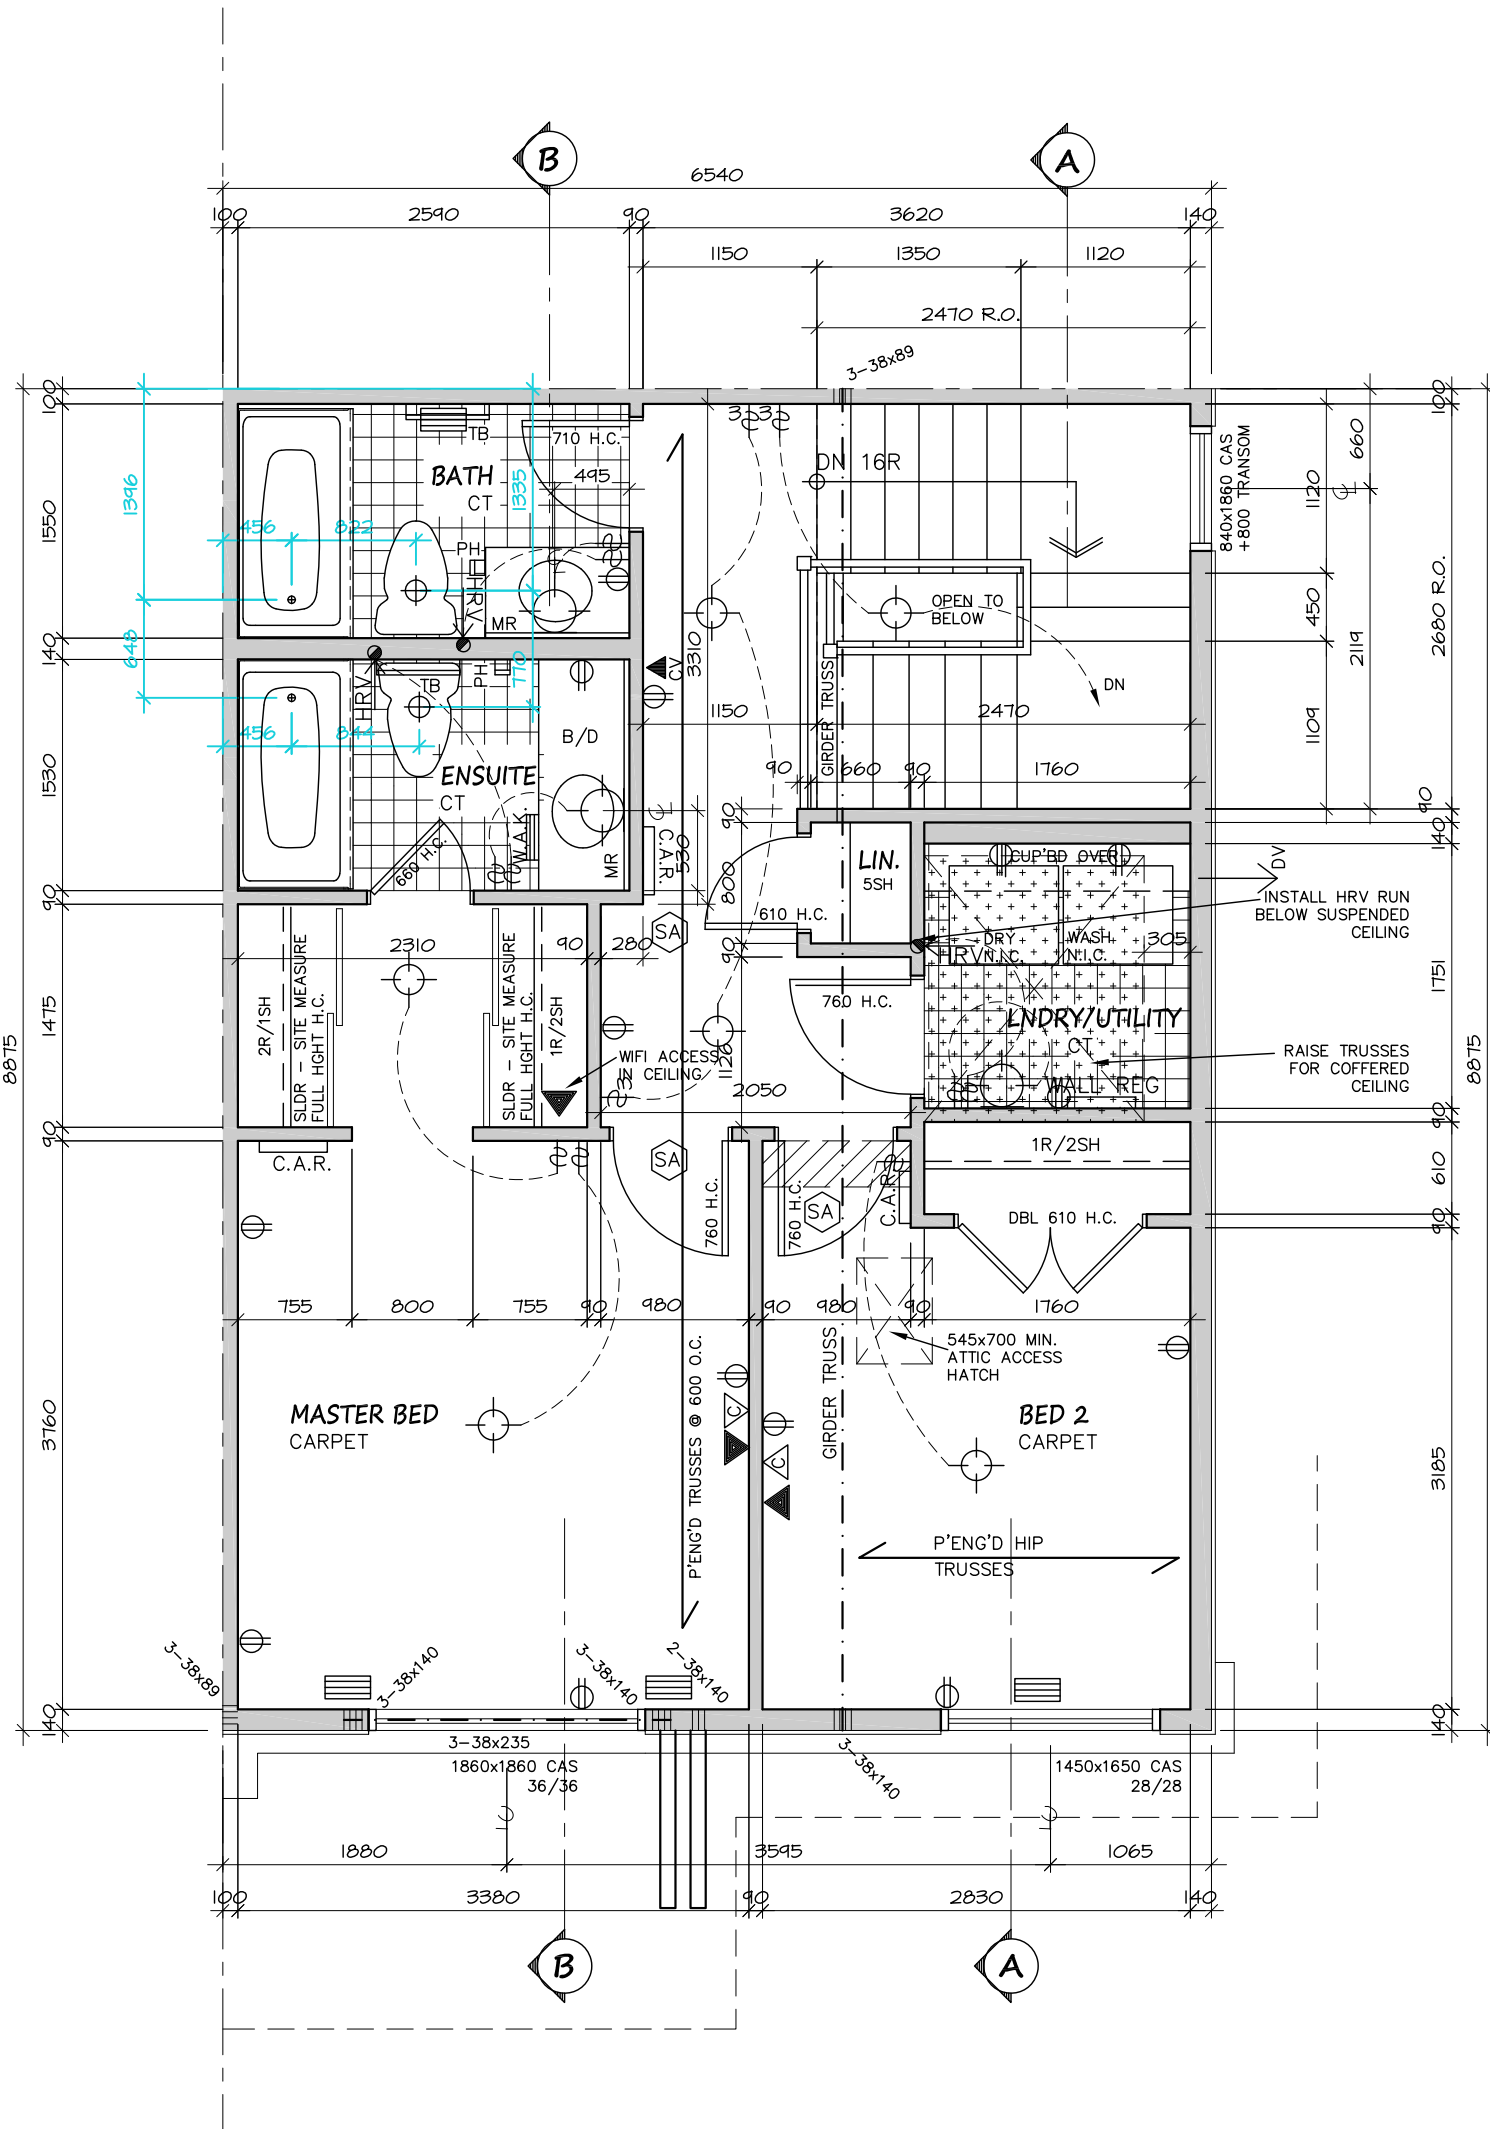 B
A
6540
100
2590
90
3620
140
1150
1350
1120
2470 R.O.
3-38x89
100
1550
140
1530
90
1475
90
3760
140
8875
1396
648
456
822
1335
770
456
844
TB
710 H.C.
BATH
CT
495
PH
HRV
MR
HRV
TB
PH
B/D
ENSUITE
CT
W.A.K.
MR
660 H.C.
3
3
DN 16R
OPEN TO
BELOW
DN
CV
3310
GIRDER TRUSS
1150
2470
90
660
90
1760
C.A.R.
530
90
800
90
LIN.
5SH
610 H.C.
SA
840x1860 CAS
+800 TRANSOM
1120
450
1109
660
2119
100
2680 R.O.
90
140
1751
90
610
90
3185
140
8875
CUP'BD OVER
DV
INSTALL HRV RUN
BELOW SUSPENDED
CEILING
DRY
N.I.C.
WASH
N.I.C.
305
HRV
LNDRY/UTILITY
CT
WALL REG
RAISE TRUSSES
FOR COFFERED
CEILING
2310
90
280
2R/1SH
SLDR – SITE MEASURE
FULL HGHT H.C.
SLDR – SITE MEASURE
FULL HGHT H.C.
1R/2SH
WIFI ACCESS
IN CEILING
3
1126
2050
760 H.C.
C.A.R.
SA
760 H.C.
760 H.C.
SA
C.A.R.
1R/2SH
DBL 610 H.C.
755
800
755
90
980
90
980
90
1760
545x700 MIN.
ATTIC ACCESS
HATCH
MASTER BED
CARPET
P'ENG'D TRUSSES @ 600 O.C.
C
C
GIRDER TRUSS
BED 2
CARPET
P'ENG'D HIP
TRUSSES
3-38x89
3-38x140
3-38x140
2-38x140
3-38x235
1860x1860 CAS
36/36
3-38x140
1450x1650 CAS
28/28
1880
3595
1065
100
3380
90
2830
140
B
A